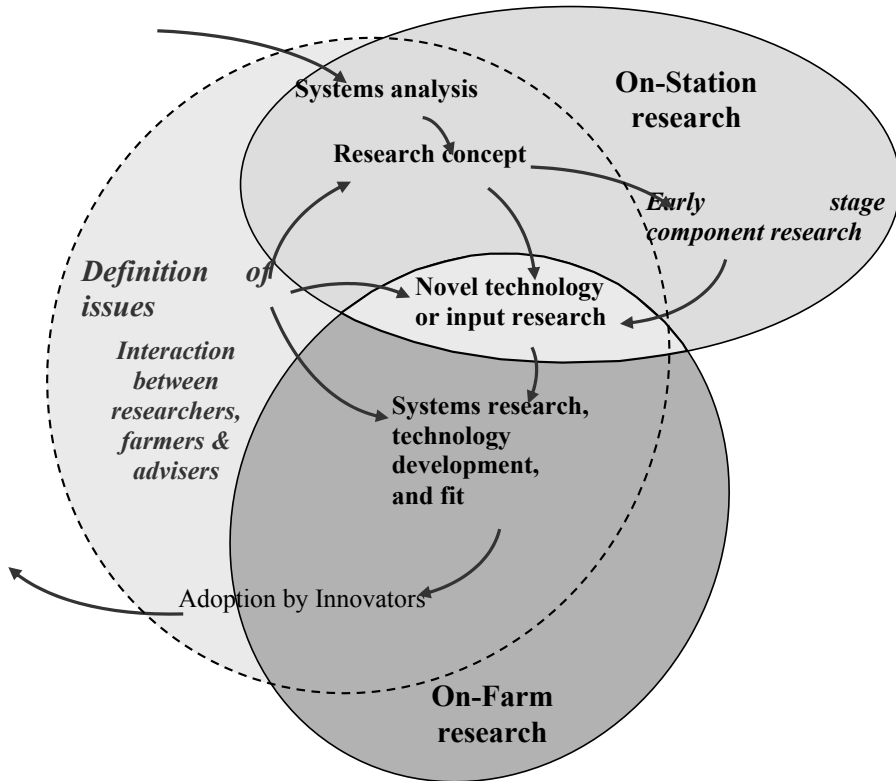 On-Station
research
Systems analysis
Research concept
Early stage
component research
Definition of
issues
Novel technology
or input research
Interaction
between
researchers,
farmers &
advisers
Systems research,
technology
development,
and fit
Adoption by Innovators
On-Farm
research